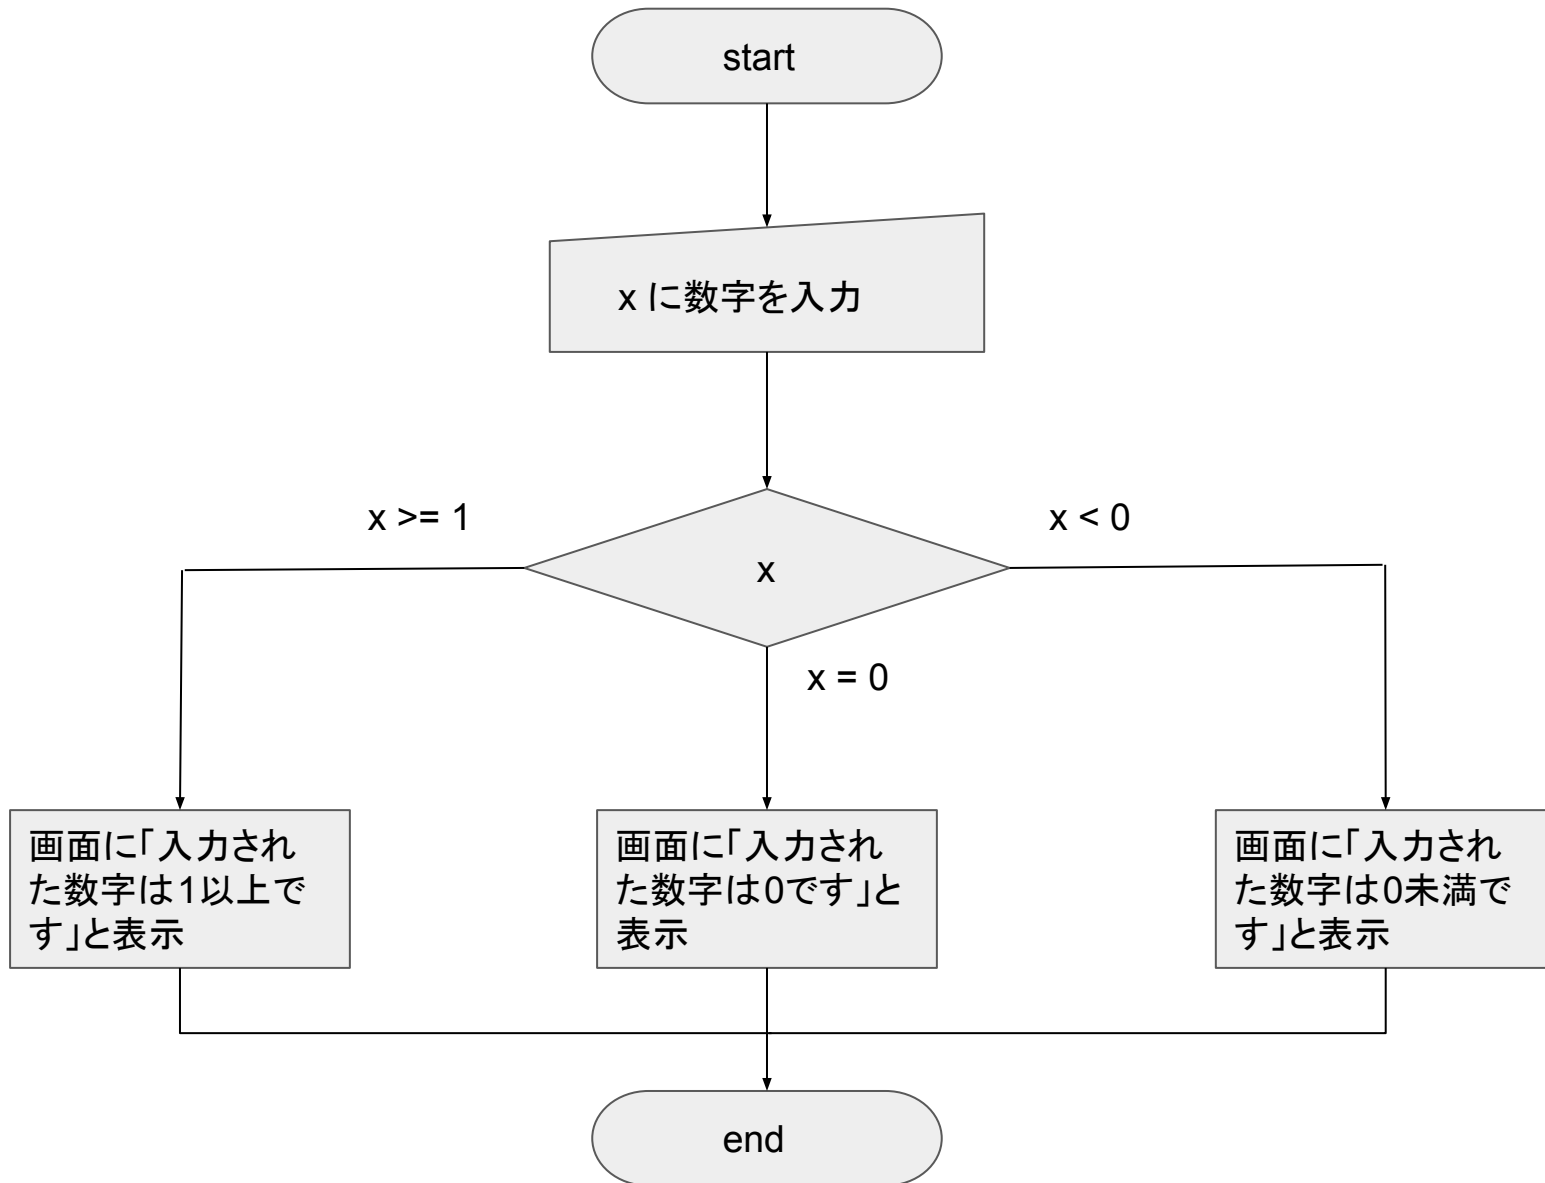 start
x に数字を入力
x >= 1
x < 0
x
x = 0
画面に「入力され
た数字は1以上で
す」と表示
画面に「入力され
た数字は0です」と
表示
画面に「入力され
た数字は0未満で
す」と表示
end